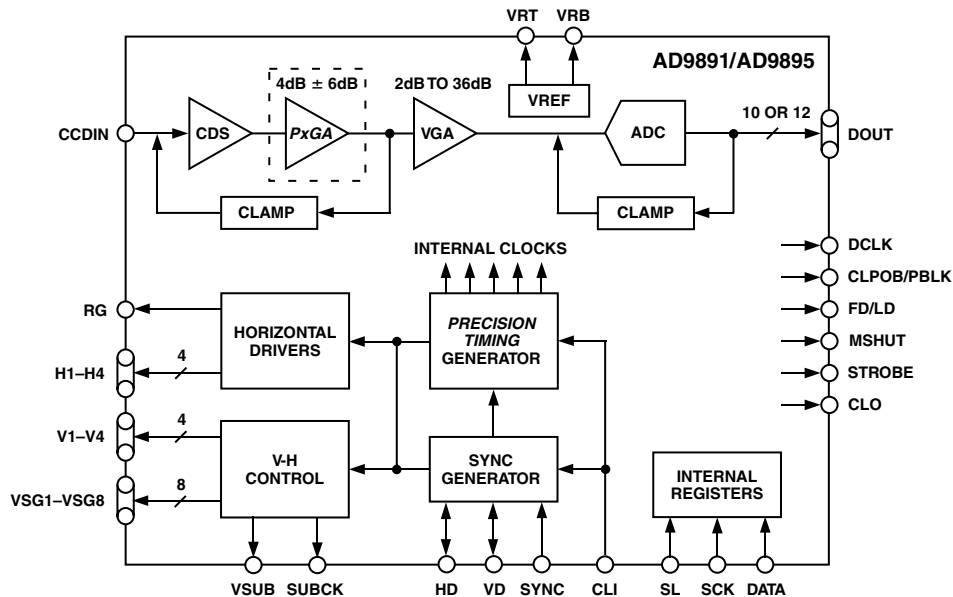 VRT VRB
AD9891/AD9895
4dB ± 6dB
2dB TO 36dB
VREF
10 OR 12
CCDIN
CDS
PxGA
VGA
ADC
DOUT
CLAMP
CLAMP
INTERNAL CLOCKS
DCLK
CLPOB/PBLK
RG
HORIZONTAL
DRIVERS
PRECISION
TIMING
GENERATOR
FD/LD
MSHUT
4
H1–H4
STROBE
CLO
4
V1–V4
V-H
CONTROL
SYNC
GENERATOR
INTERNAL
REGISTERS
8
VSG1–VSG8
VSUB SUBCK HD VD SYNC CLI SL SCK DATA